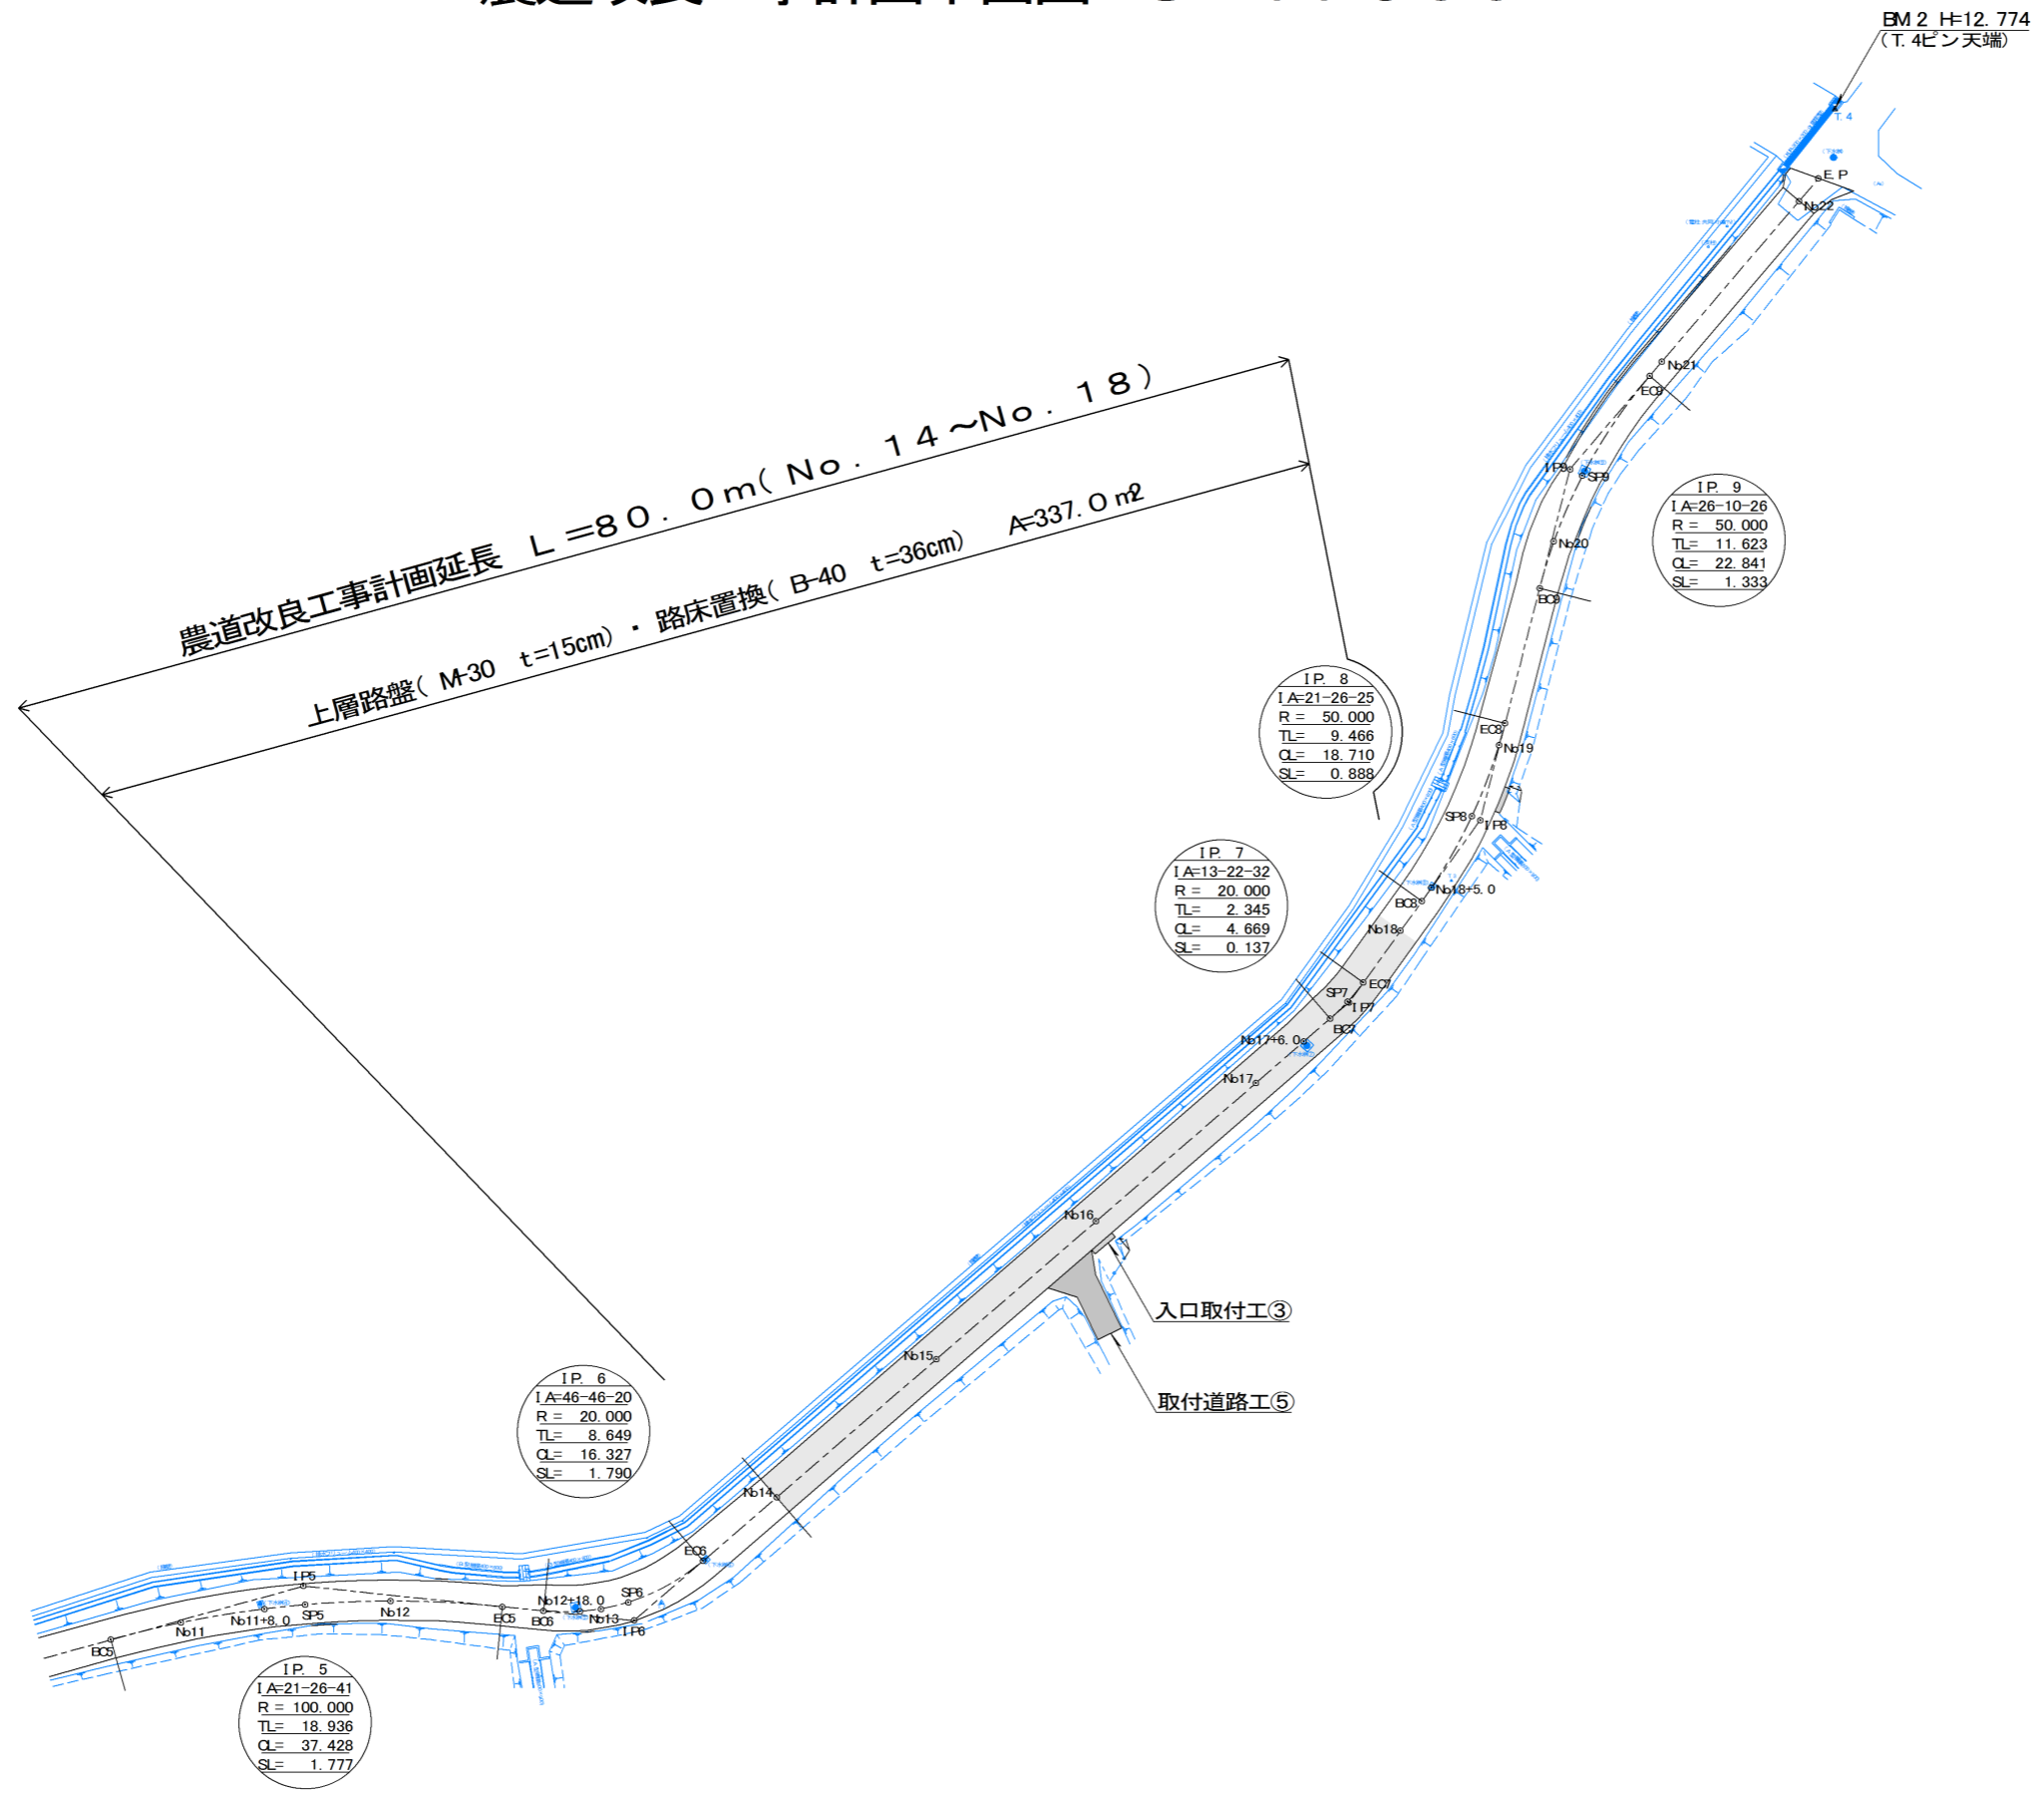 BM.2 H=12.774
(T.4ピン天端)
T.4
E.P
No22
No21
EC9
IP9
SP9
No20
BC9
IP. 9
IA=26-10-26
R = 50.000
TL= 11.623
CL= 22.841
SL= 1.333
農道改良工事計画延長 L=80.0m(No.14~No.18)
上層路盤(M-30 t=15cm)・路床置換(B-40 t=36cm) A=337.0m2
IP. 8
IA=21-26-25
R = 50.000
TL= 9.466
CL= 18.710
SL= 0.888
EC8
No19
SP8
IP8
No18+5.0
BC8
No18
IP. 7
IA=13-22-32
R = 20.000
TL= 2.345
CL= 4.669
SL= 0.137
EC7
SP7
IP7
BC7
No17+6.0
No17
No16
入口取付工③
取付道路工⑤
No15
IP. 6
IA=46-46-20
R = 20.000
TL= 8.649
CL= 16.327
SL= 1.790
No14
EC6
SP6
IP5
No12+18.0
No11+8.0
SP5
No12
EC5
BC6
No13
IP6
No11
BC5
IP. 5
IA=21-26-41
R = 100.000
TL= 18.936
CL= 37.428
SL= 1.777